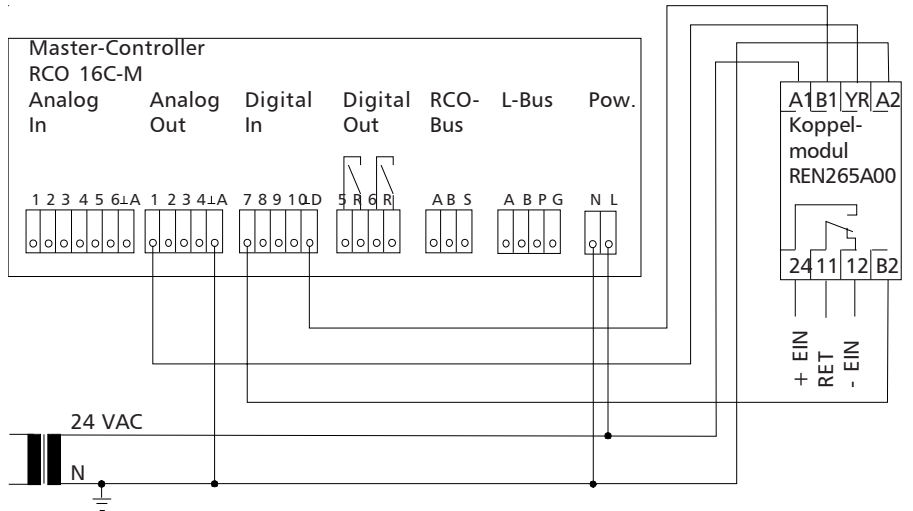 Master-Controller
RCO 16C-M
Analog In
Analog Out
Digital In
Digital Out
RCO-Bus
L-Bus
Pow.
1 2 3 4 5 6 ⊥A
1 2 3 4 ⊥A
7 8 9 10 ⊥D
5 R 6 R
A B S
A B P G
N L
A1 B1 YR A2
Koppel-
modul
REN265A00
24 11 12 B2
+ EIN
RET
- EIN
24 VAC
N